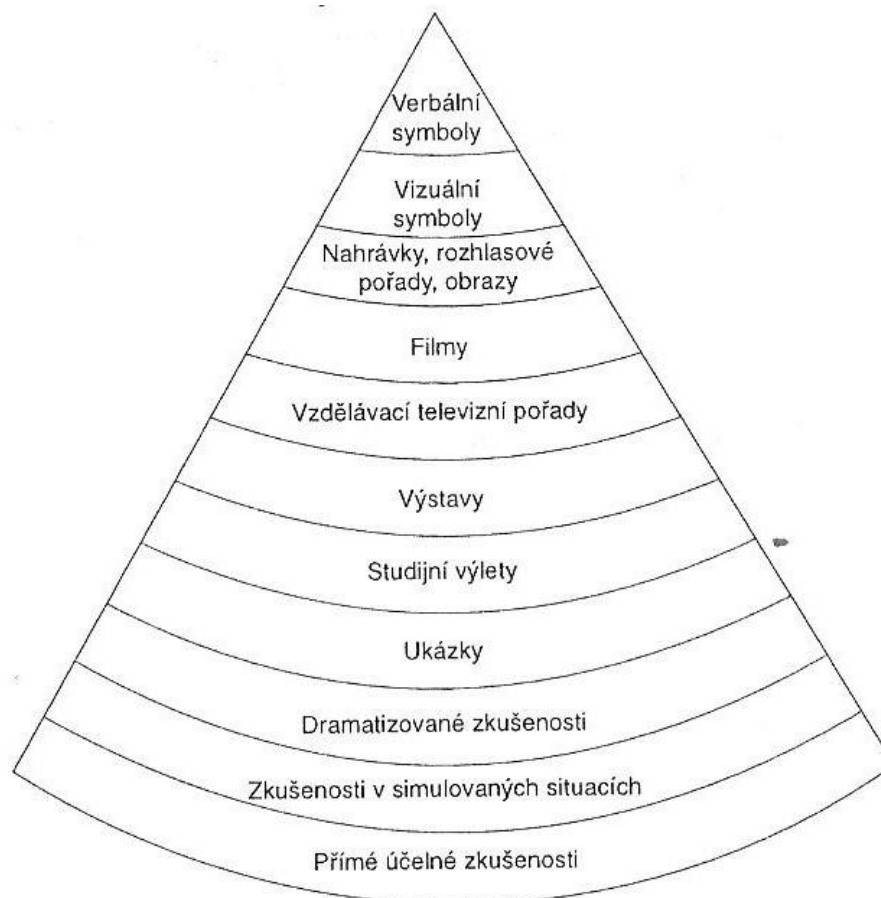 Verbální
symboly
Vizuální
symboly
Nahrávky, rozhlasové
pořady, obrazy
Filmy
Vzdělávací televizní pořady
Výstavy
Studijní výlety
Ukázky
Dramatizované zkušenosti
Zkušenosti v simulovaných situacích
Přímé účelné zkušenosti